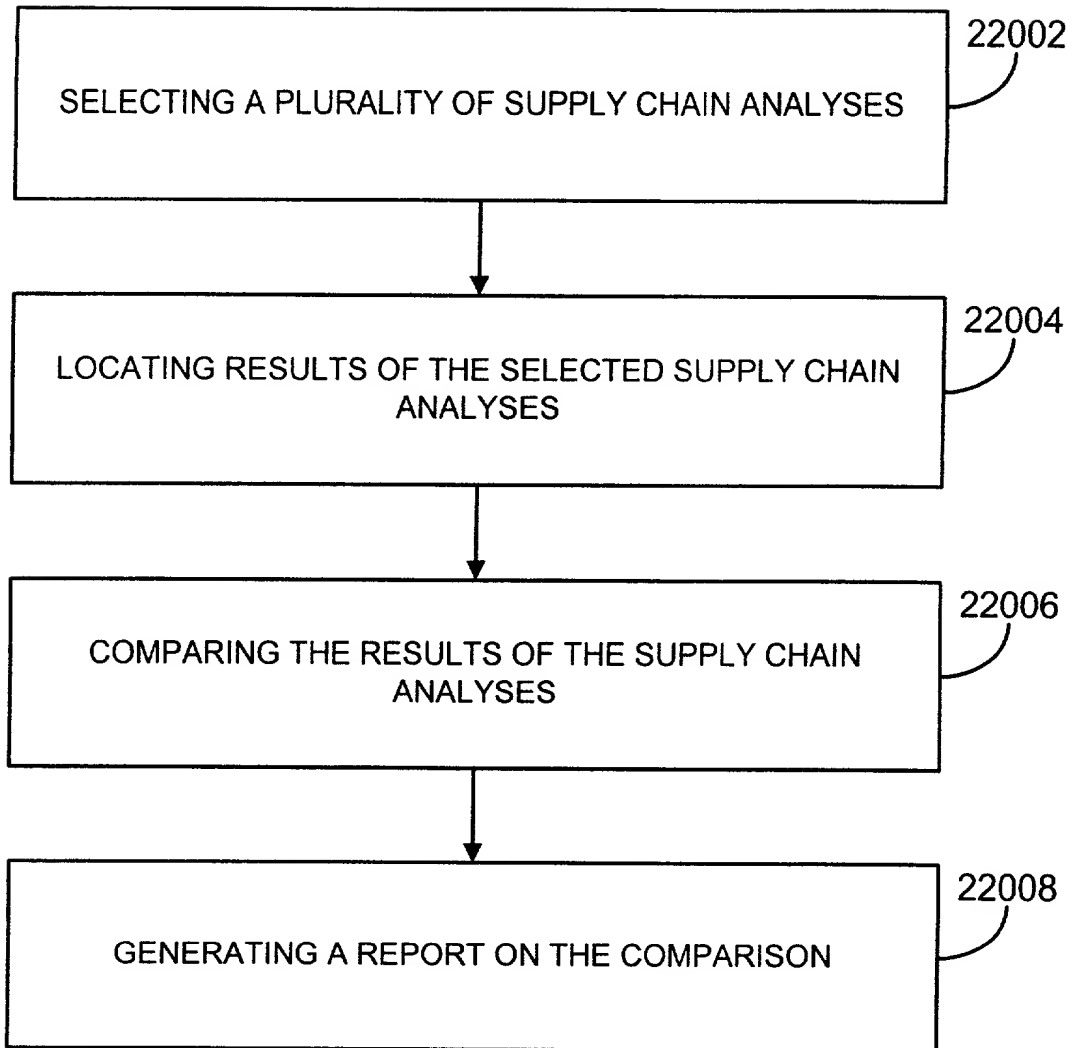 22002
SELECTING A PLURALITY OF SUPPLY CHAIN ANALYSES
22004
LOCATING RESULTS OF THE SELECTED SUPPLY CHAIN
ANALYSES
22006
COMPARING THE RESULTS OF THE SUPPLY CHAIN
ANALYSES
22008
GENERATING A REPORT ON THE COMPARISON